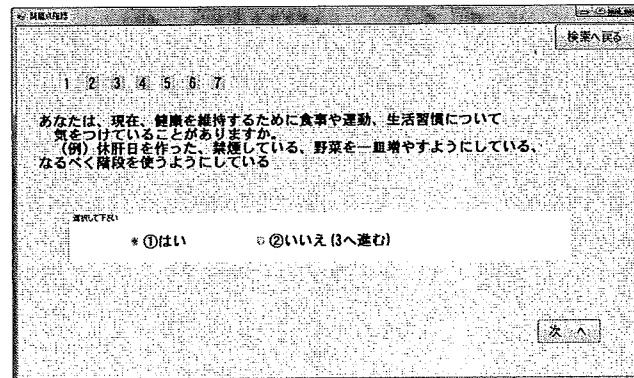 検索へ戻る
1 2 3 4 5 6 7
あなたは、現在、健康を維持するために食事や運動、生活習慣について
気をつけていることがありますか。
(例) 休肝日を作った、禁煙している、野菜を一皿増やすようにしている、
なるべく階段を使うようにしている
選択して下さい
①はい ②いいえ (3へ進む)
次 へ